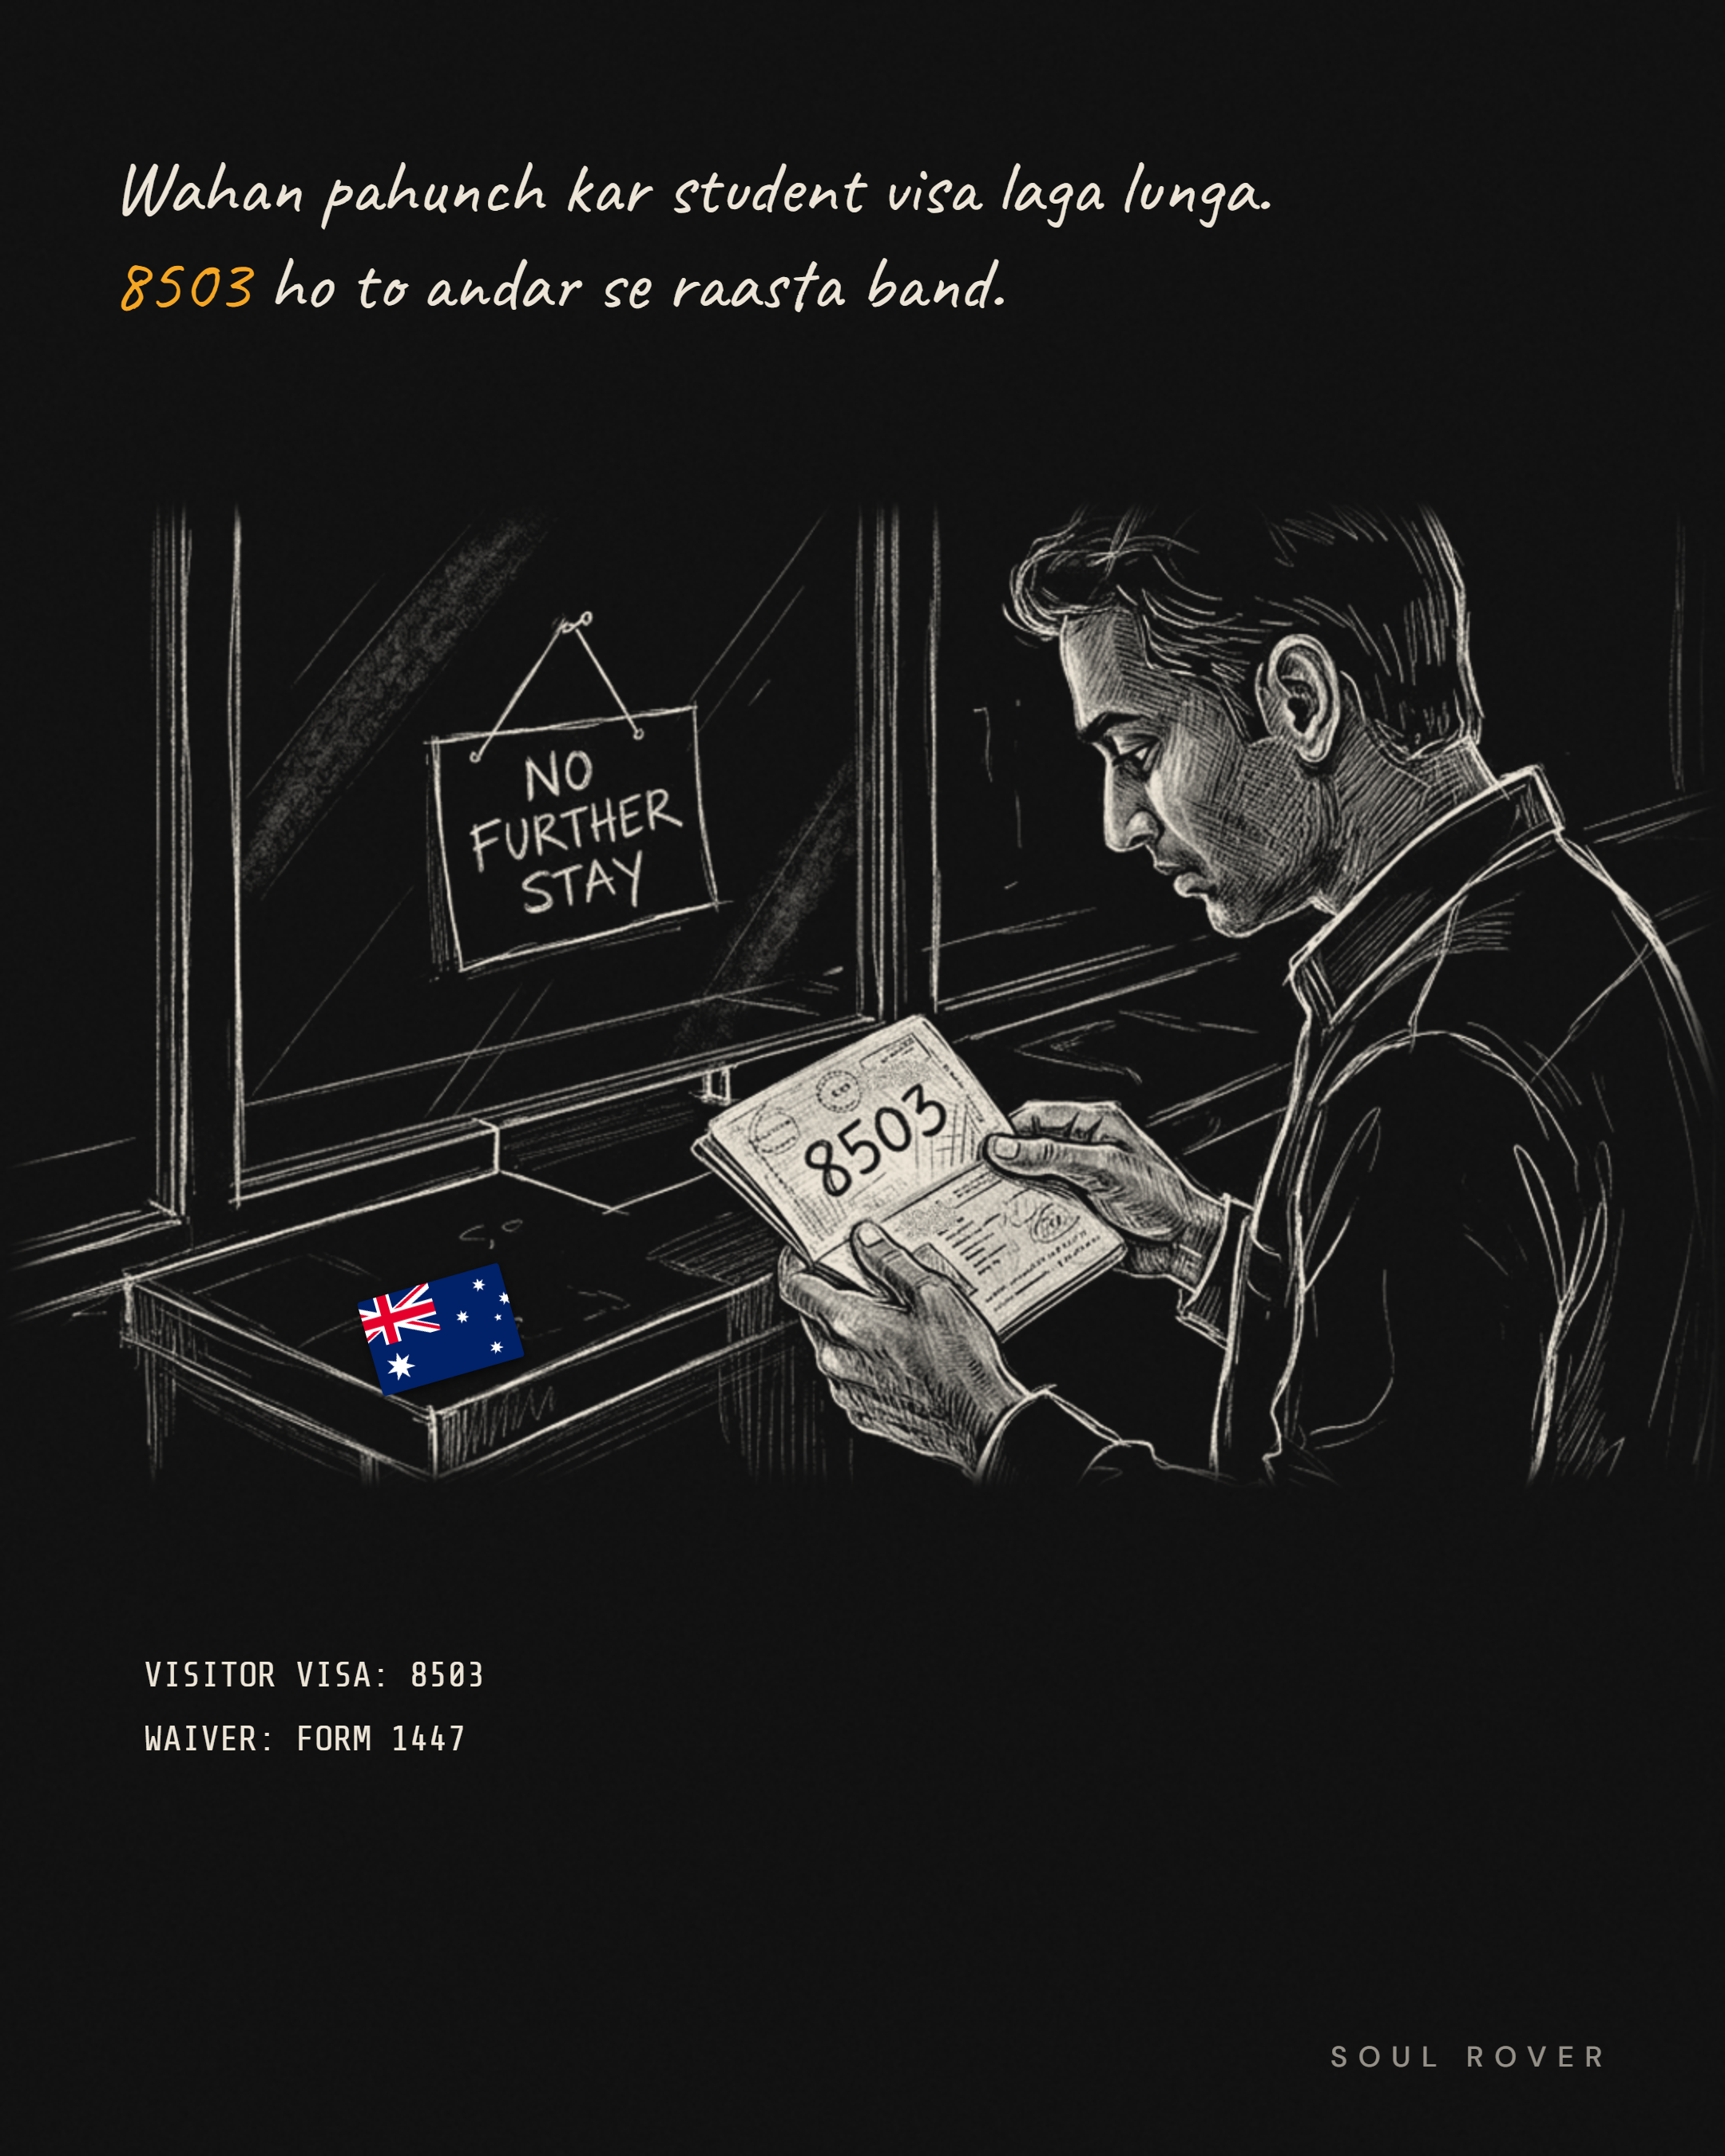 Wahan pahunch kar student visa laga lunga.
8503 ho to andar se raasta band.
NO
FURTHER
STAY
8503
VISITOR VISA: 8503
WAIVER: FORM 1447
SOUL ROVER